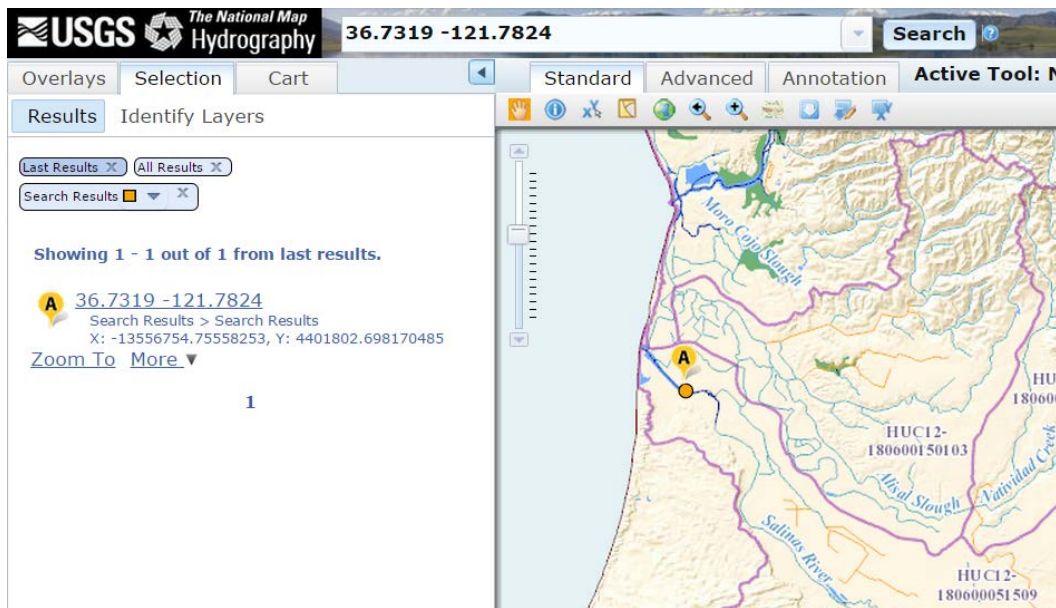 USGS The National Map Hydrography
36.7319 -121.7824
Search
Overlays Selection Cart
Standard Advanced Annotation Active Tool:
Results Identify Layers
Last Results X All Results X
Search Results X
Showing 1 - 1 out of 1 from last results.
A 36.7319 -121.7824
Search Results > Search Results
X: -13556754.75558253, Y: 4401802.698170485
Zoom To More ▼
1
Moro Cojo Slough
A
HU
180600
HUC12-
180600150103
Alisal Slough
Natividad Creek
Salinas River
HUC12-
180600051509